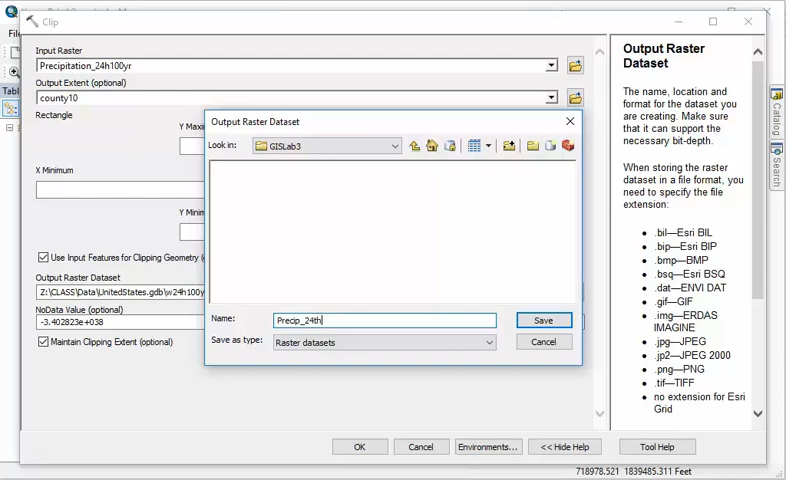 Clip
Fil
Tabl
Input Raster
Precipitation_24h100yr
Output Extent (optional)
county10
Rectangle
Y Maxi
X Minimum
Y Minim
Use Input Features for Clipping Geometry (
Output Raster Dataset
Z:\CLASS\Data\UnitedStates.gdb\w24h100y
NoData Value (optional)
-3.402823e+038
Maintain Clipping Extent (optional)
OK
Cancel
Environments...
<< Hide Help
Tool Help
Output Raster Dataset
Look in:
GISLab3
Name:
Precip_24th
Save
Save as type:
Raster datasets
Cancel
Output Raster
Dataset
The name, location and
format for the dataset you
are creating. Make sure
that it can support the
necessary bit-depth.
When storing the raster
dataset in a file format, you
need to specify the file
extension:
• .bil—Esri BIL
• .bip—Esri BIP
• .bmp—BMP
• .bsq—Esri BSQ
• .dat—ENVI DAT
• .gif—GIF
• .img—ERDAS
IMAGINE
• .jpg—JPEG
• .jp2—JPEG 2000
• .png—PNG
• .tif—TIFF
• no extension for Esri
Grid
Catalog
Search
718978.521 1839485.311 Feet